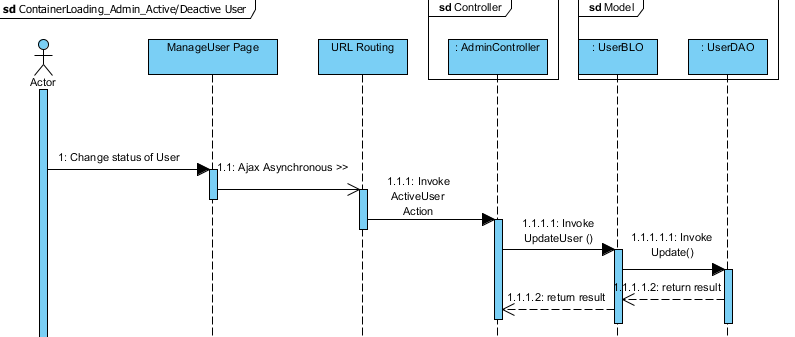 sd ContainerLoading_Admin_Active/Deactive User
sd Controller
sd Model
ManageUser Page
URL Routing
: AdminController
: UserBLO
: UserDAO
Actor
1: Change status of User
1.1: Ajax Asynchronous >>
1.1.1: Invoke
ActiveUser
Action
1.1.1.1: Invoke
UpdateUser ()
1.1.1.1.1: Invoke
Update()
1.1.1.1.2: return result
1.1.1.2: return result